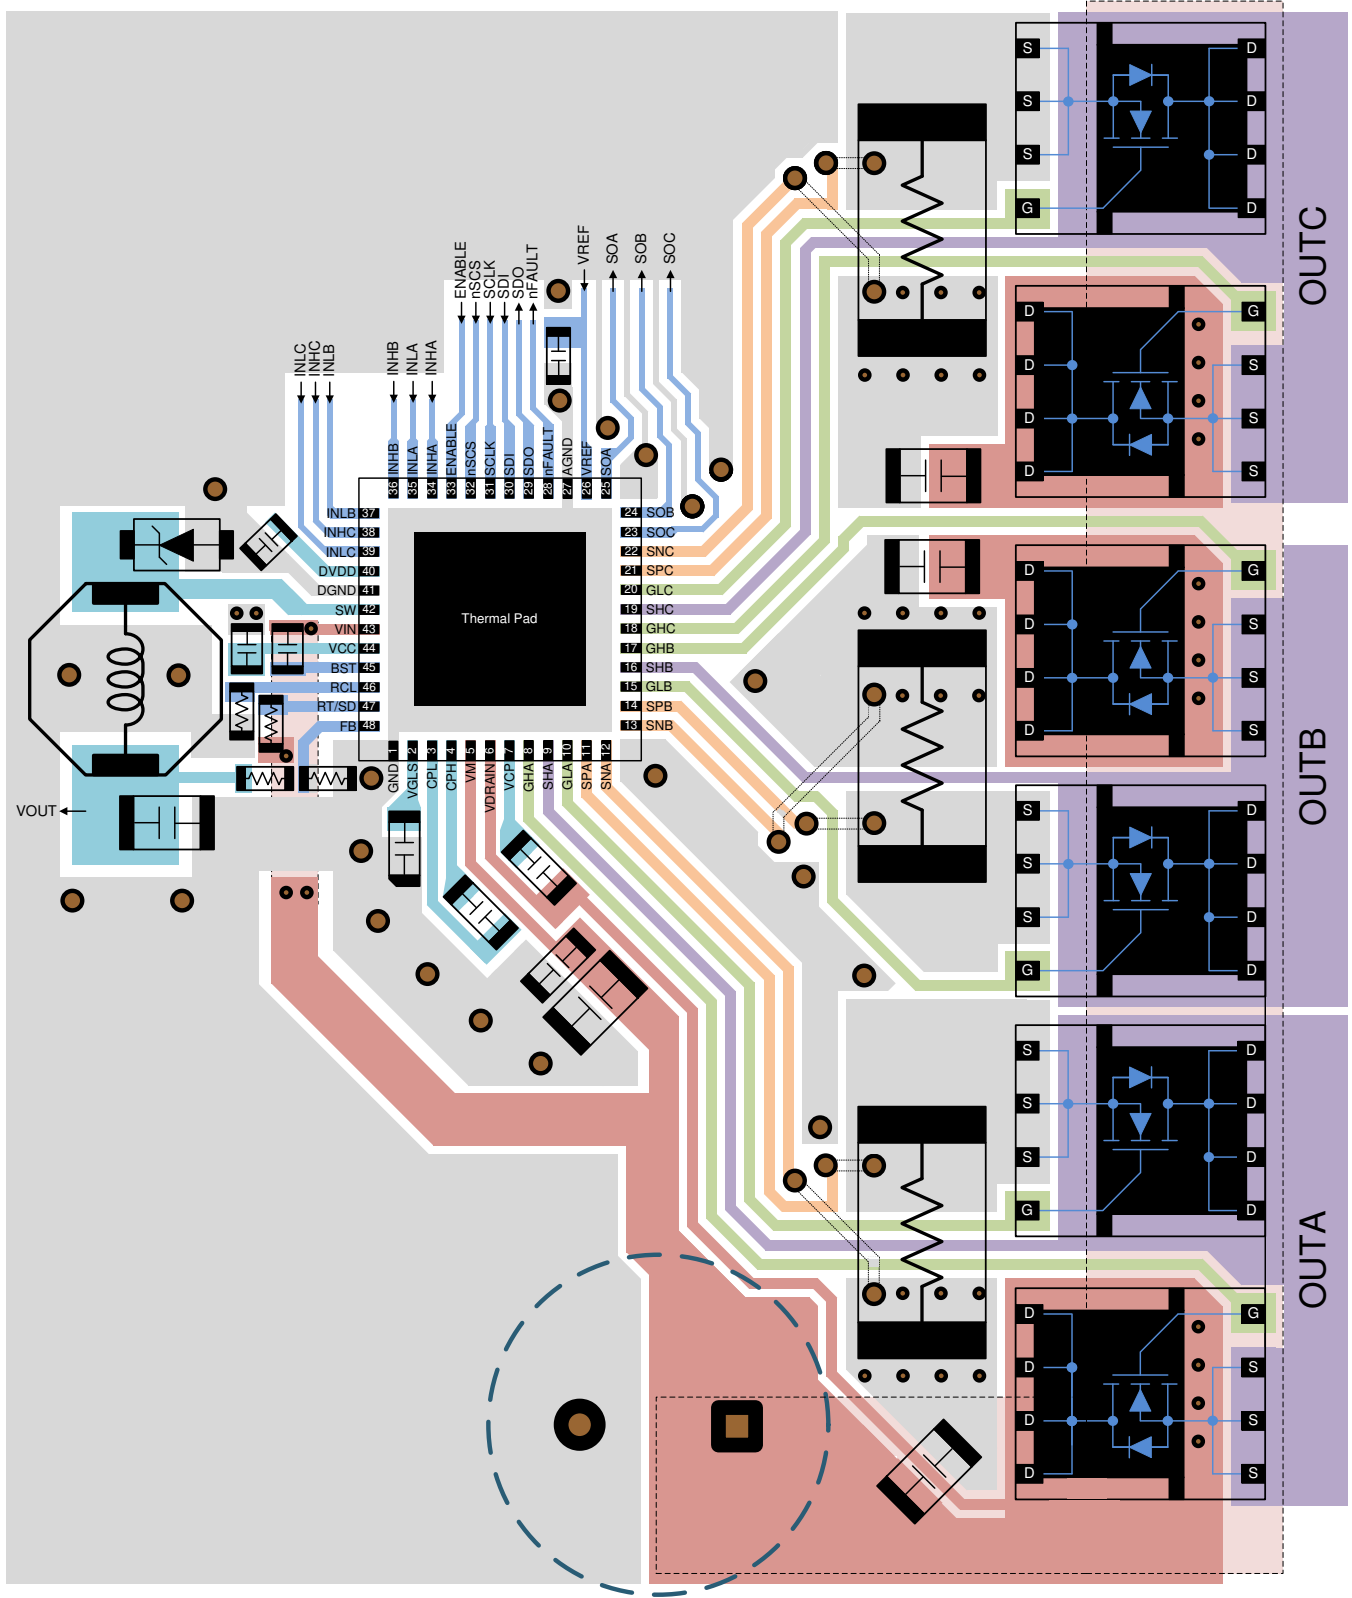 S
D
S
D
S
D
G
D
OUTC
VREF
SOA
SOB
SOC
ENABLE
nSCS
SCLK
SDI
SDO
nFAULT
INLC
INHC
INLB
INHB
INLA
INHA
D
G
D
S
D
S
D
S
INHB
INLA
INHA
ENABLE
nSCS
SCLK
SDI
SDO
nFAULT
AGND
VREF
SOA
36
35
34
33
32
31
30
29
28
27
26
25
INLB 37
INHC 38
INLC 39
DVDD 40
DGND 41
SW 42
VIN 43
VCC 44
BST 45
RCL 46
RT/SD 47
FB 48
Thermal Pad
24 SOB
23 SOC
22 SNC
21 SPC
20 GLC
19 SHC
18 GHC
17 GHB
16 SHB
15 GLB
14 SPB
13 SNB
1
2
3
4
5
6
7
8
9
10
11
12
GND
VGLS
CPL
CPH
VM
VDRAIN
VCP
GHA
SHA
GLA
SPA
SNA
VOUT
D
G
D
S
D
S
D
S
OUTB
S
D
S
D
S
D
G
D
S
D
S
D
S
D
G
D
OUTA
D
G
D
S
D
S
D
S